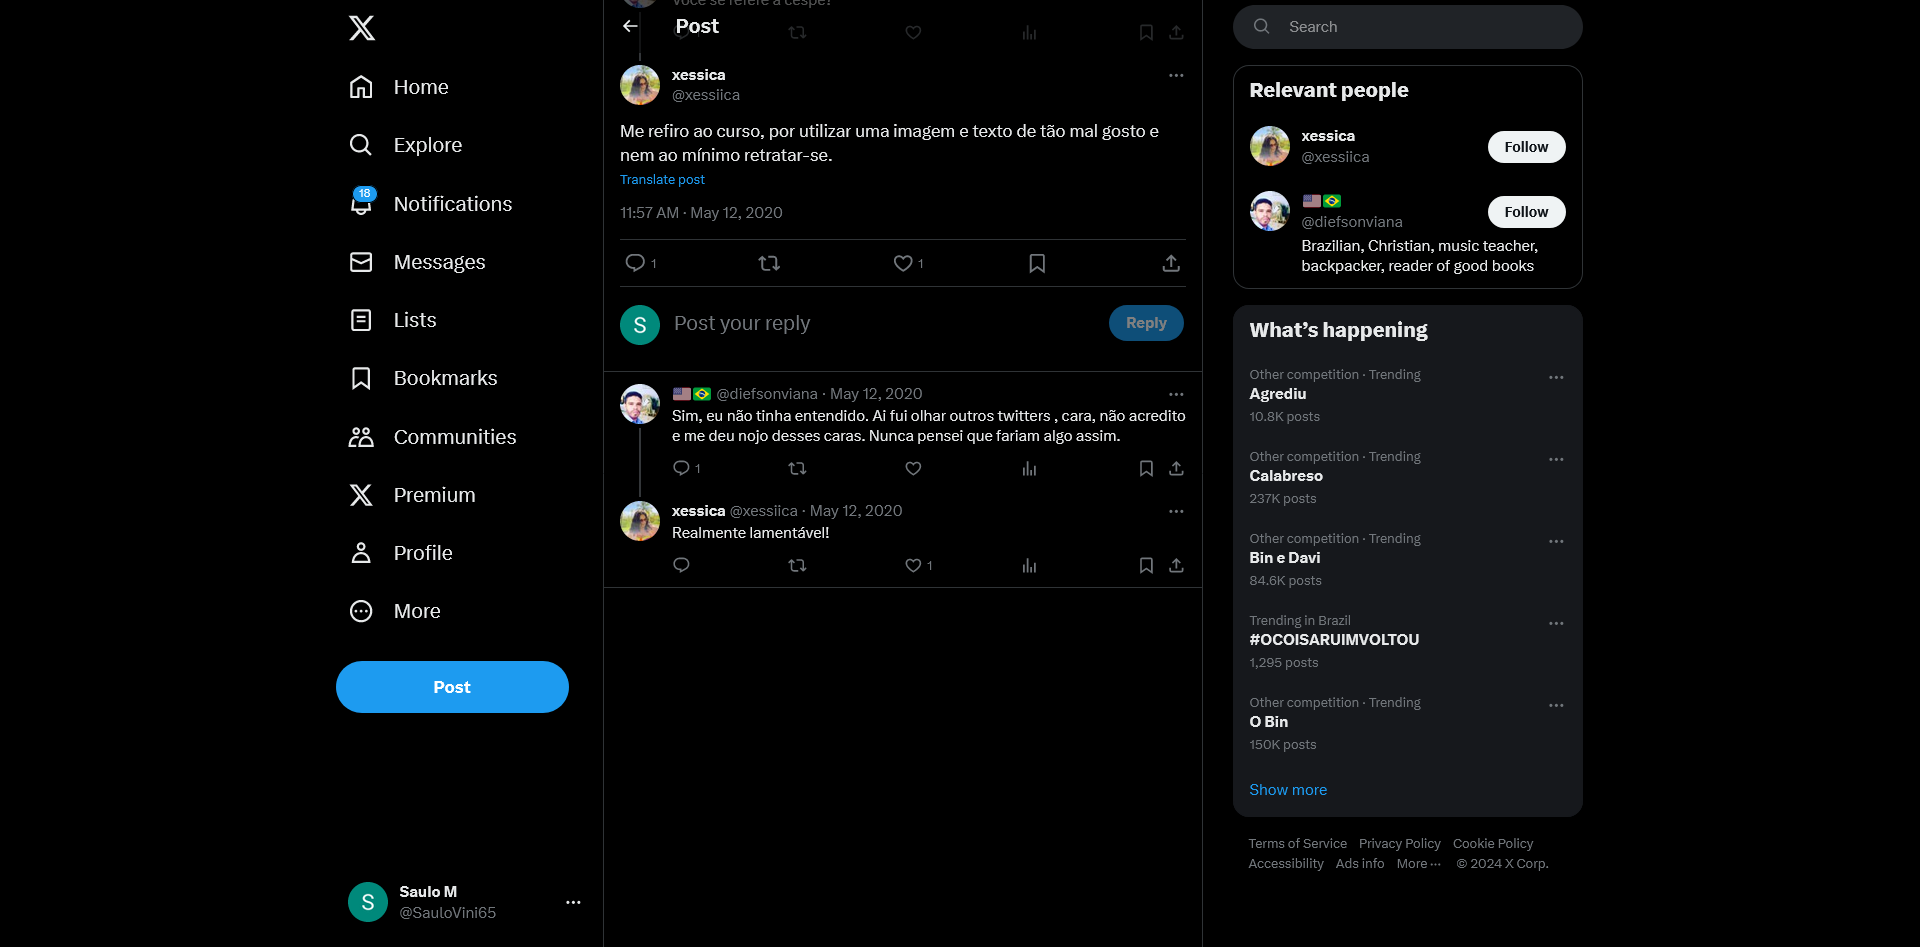 Home
Explore
18
Notifications
Messages
Lists
Bookmarks
Communities
Premium
Profile
More
Post
S
Saulo M
@SauloVini65
Você se refere a cespe?
Post
xessica
@xessiica
Me refiro ao curso, por utilizar uma imagem e texto de tão mal gosto e
nem ao mínimo retratar-se.
Translate post
11:57 AM · May 12, 2020
1
1
S
Post your reply
Reply
@diefsonviana · May 12, 2020
Sim, eu não tinha entendido. Ai fui olhar outros twitters , cara, não acredito
e me deu nojo desses caras. Nunca pensei que fariam algo assim.
1
xessica @xessiica · May 12, 2020
Realmente lamentável!
1
Search
Relevant people
xessica
@xessiica
Follow
@diefsonviana
Follow
Brazilian, Christian, music teacher,
backpacker, reader of good books
What’s happening
Other competition · Trending
Agrediu
10.8K posts
Other competition · Trending
Calabreso
237K posts
Other competition · Trending
Bin e Davi
84.6K posts
Trending in Brazil
#OCOISARUIMVOLTOU
1,295 posts
Other competition · Trending
O Bin
150K posts
Show more
Terms of Service Privacy Policy Cookie Policy
Accessibility Ads info More ··· © 2024 X Corp.